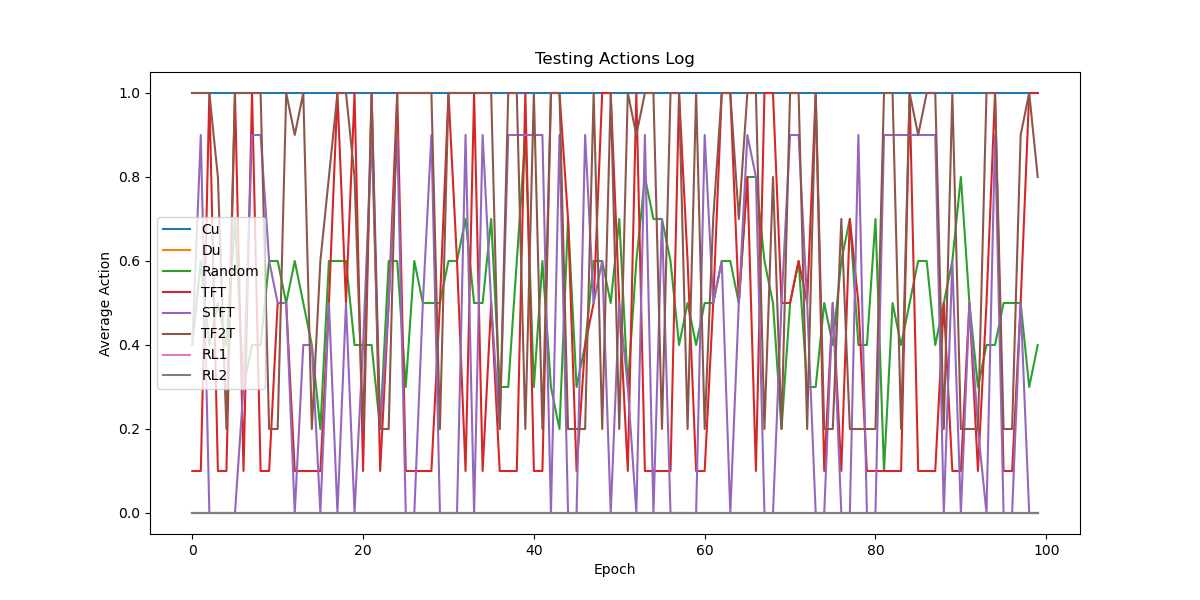 Testing Actions Log
Average Action
1.0
0.8
0.6
0.4
0.2
0.0
Cu
Du
Random
TFT
STFT
TF2T
RL1
RL2
0 20 40 60 80 100
Epoch